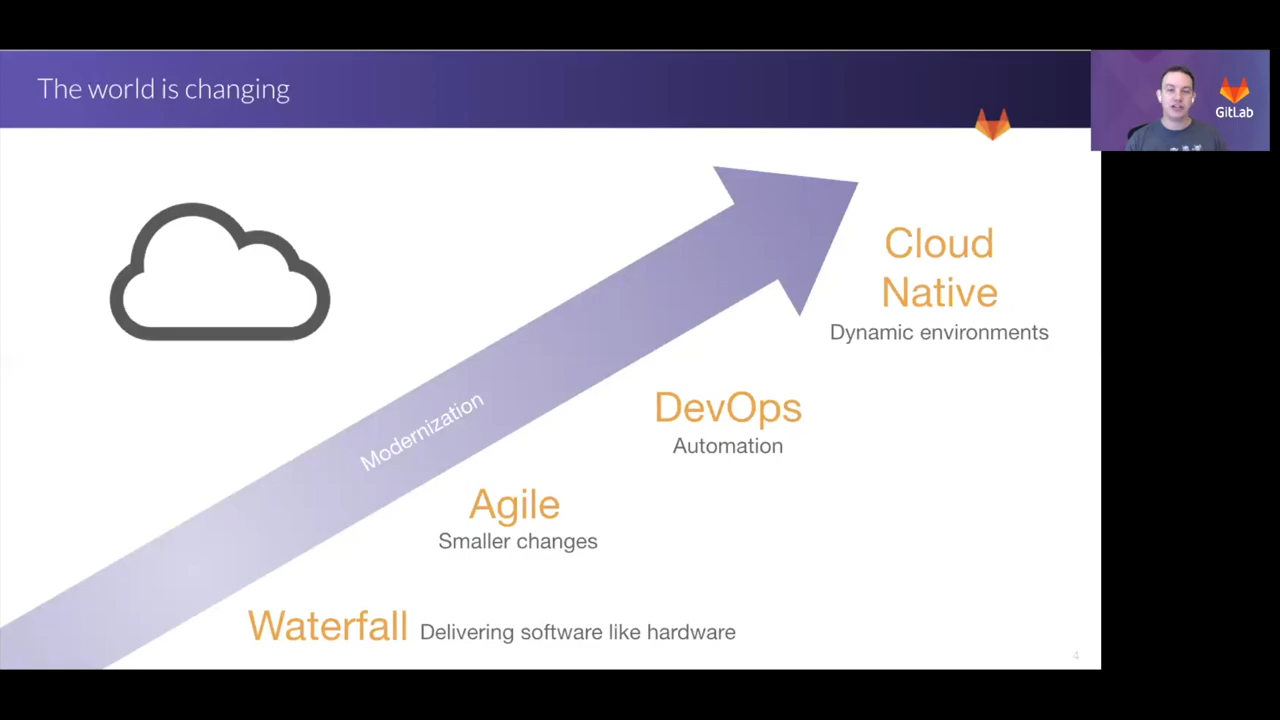 The world is changing
GitLab
Cloud
Native
Dynamic environments
Modernization
DevOps
Automation
Agile
Smaller changes
Waterfall Delivering software like hardware
4